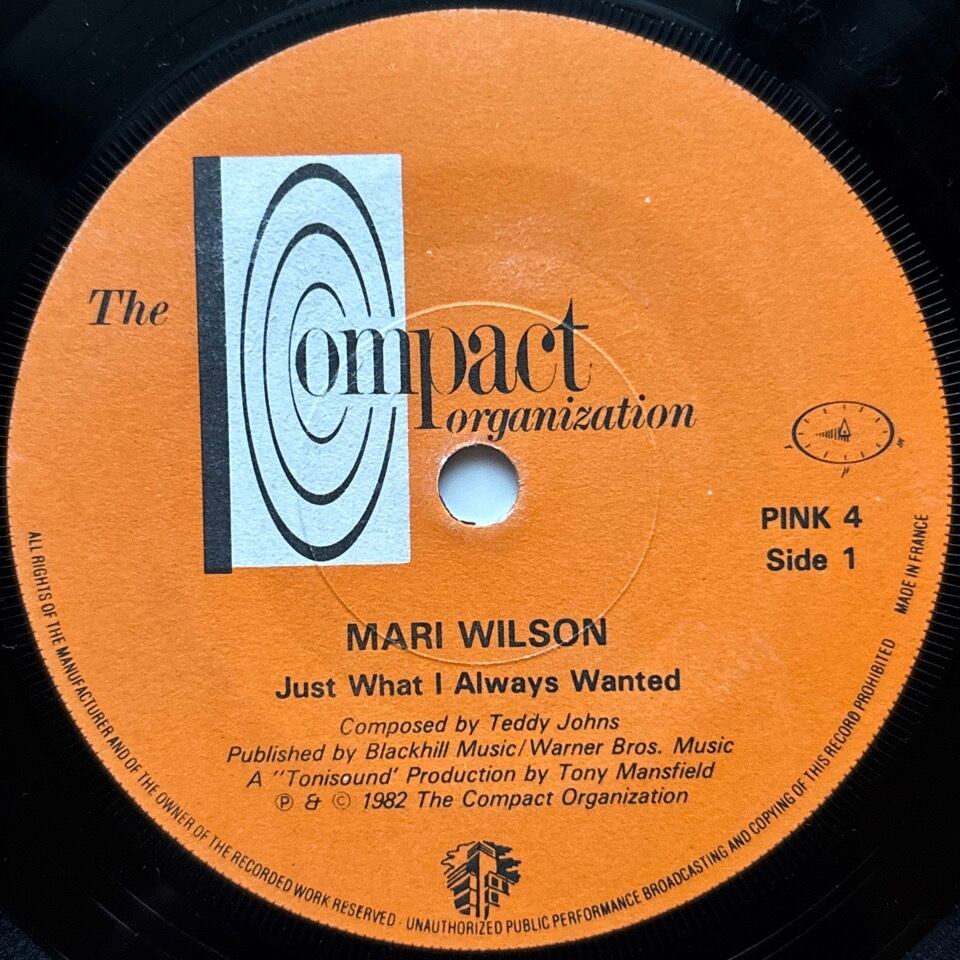 The Compact
organization
PINK 4
Side 1
MARI WILSON
Just What I Always Wanted
Composed by Teddy Johns
Published by Blackhill Music/Warner Bros. Music
A "Tonisound' Production by Tony Mansfield
Ⓟ & © 1982 The Compact Organization
ALL RIGHTS OF THE MANUFACTURER AND OF THE OWNER OF THE RECORDED WORK RESERVED - UNAUTHORIZED PUBLIC PERFORMANCE BROADCASTING AND COPYING OF THIS RECORD PROHIBITED MADE IN FRANCE